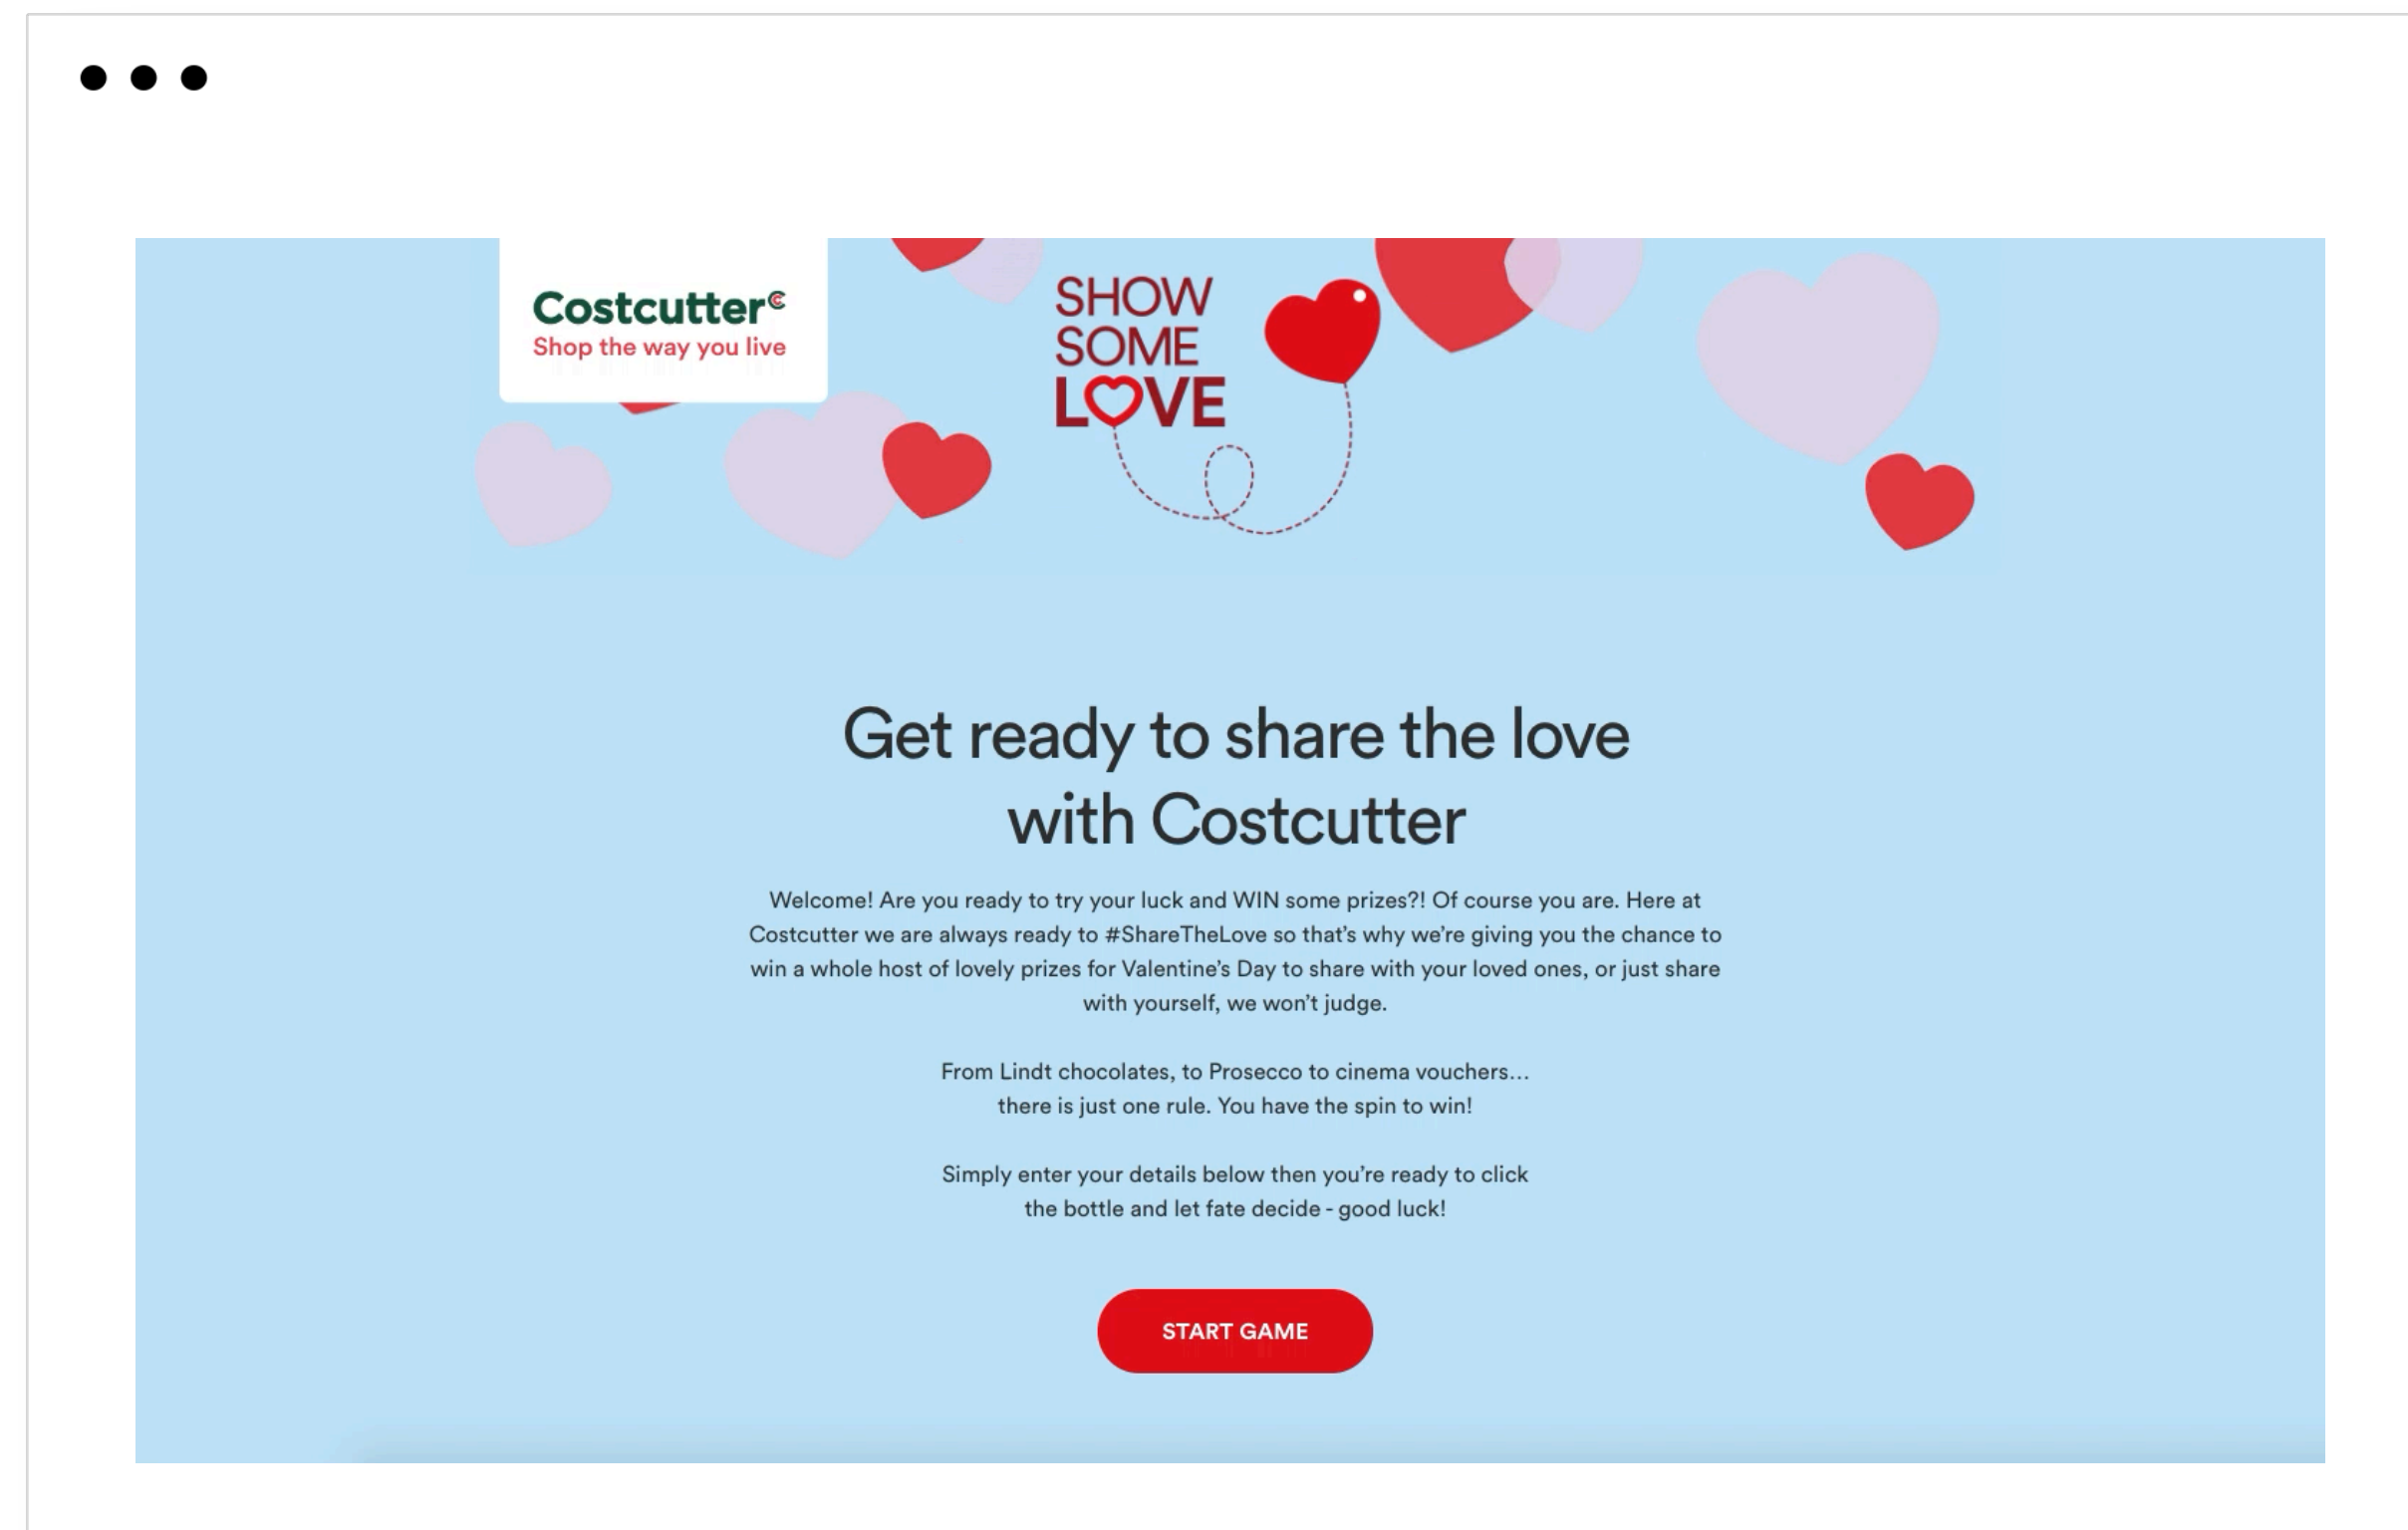 Costcutter
Shop the way you live
SHOW
SOME
LOVE
Get ready to share the love
with Costcutter
Welcome! Are you ready to try your luck and WIN some prizes?! Of course you are. Here at
Costcutter we are always ready to #ShareTheLove so that’s why we’re giving you the chance to
win a whole host of lovely prizes for Valentine’s Day to share with your loved ones, or just share
with yourself, we won’t judge.
From Lindt chocolates, to Prosecco to cinema vouchers...
there is just one rule. You have the spin to win!
Simply enter your details below then you’re ready to click
the bottle and let fate decide - good luck!
START GAME